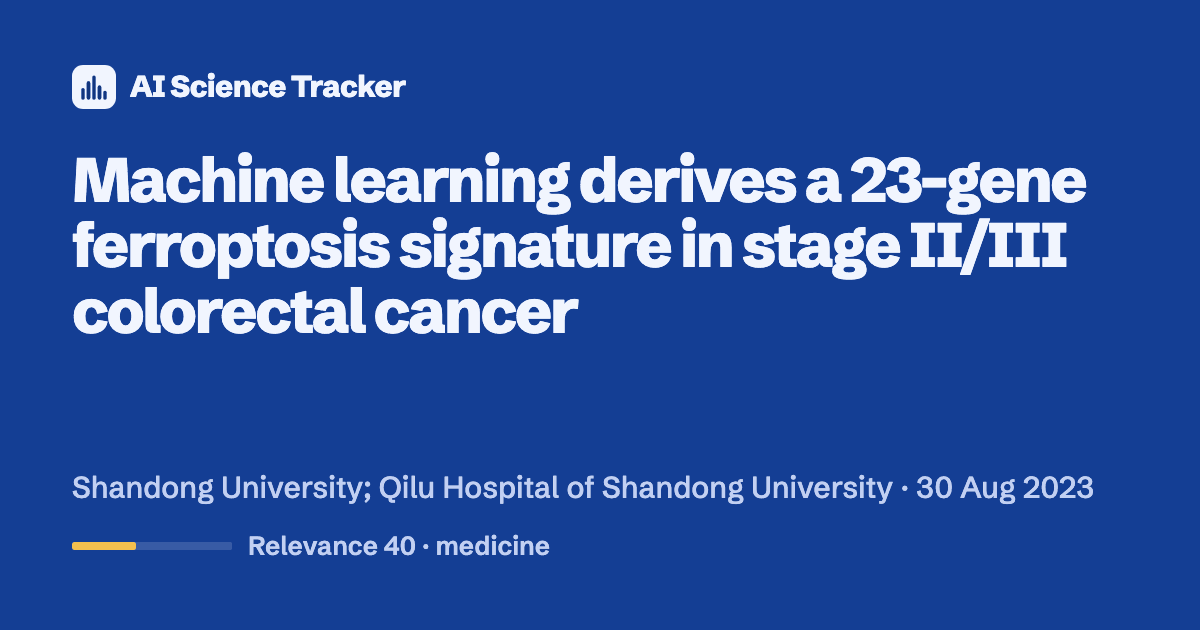 AI Science Tracker
Machine learning derives a 23-gene
ferroptosis signature in stage II/III
colorectal cancer
Shandong University; Qilu Hospital of Shandong University · 30 Aug 2023
Relevance 40 · medicine